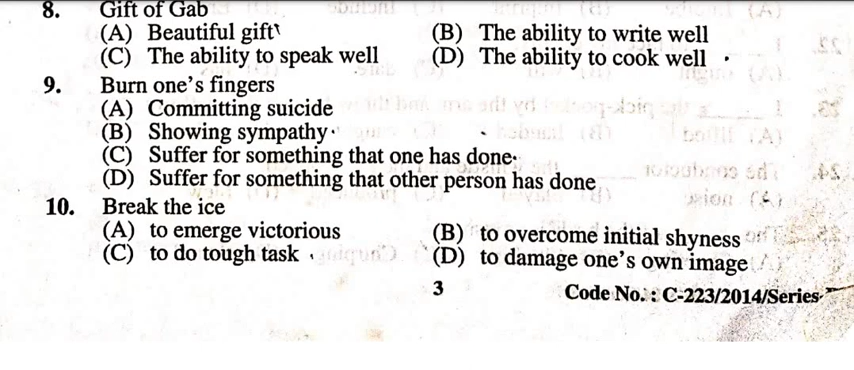 8. Gift of Gab
(A) Beautiful gift (B) The ability to write well
(C) The ability to speak well (D) The ability to cook well
9. Burn one's fingers
(A) Committing suicide
(B) Showing sympathy
(C) Suffer for something that one has done
(D) Suffer for something that other person has done
10. Break the ice
(A) to emerge victorious (B) to overcome initial shyness
(C) to do tough task (D) to damage one's own image
3 Code No. : C-223/2014/Series-